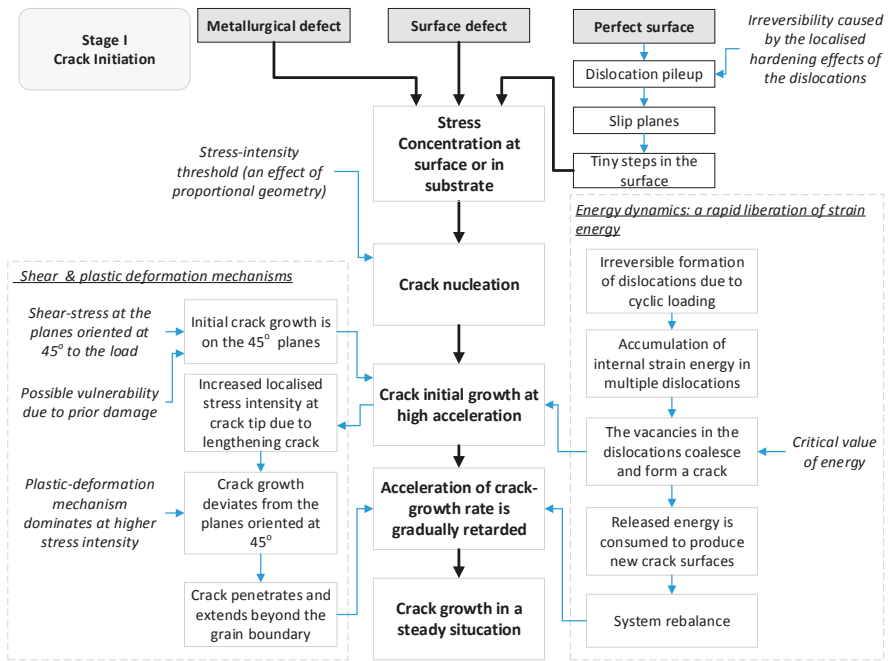 Stage I
Crack Initiation
Metallurgical defect
Surface defect
Perfect surface
Irreversibility caused
by the localised
hardening effects of
the dislocations
Dislocation pileup
Slip planes
Tiny steps in the
surface
Stress
Concentration at
surface or in
substrate
Stress-intensity
threshold (an effect of
proportional geometry)
Crack nucleation
Shear & plastic deformation mechanisms
Shear-stress at the
planes oriented at
45° to the load
Initial crack growth is
on the 45° planes
Possible vulnerability
due to prior damage
Increased localised
stress intensity at
crack tip due to
lengthening crack
Plastic-deformation
mechanism
dominates at higher
stress intensity
Crack growth
deviates from the
planes oriented at
45°
Crack penetrates and
extends beyond the
grain boundary
Crack initial growth at
high acceleration
Acceleration of crack-
growth rate is
gradually retarded
Crack growth in a
steady situcation
Energy dynamics: a rapid liberation of strain
energy
Irreversible formation
of dislocations due to
cyclic loading
Accumulation of
internal strain energy in
multiple dislocations
The vacancies in the
dislocations coalesce
and form a crack
Critical value
of energy
Released energy is
consumed to produce
new crack surfaces
System rebalance